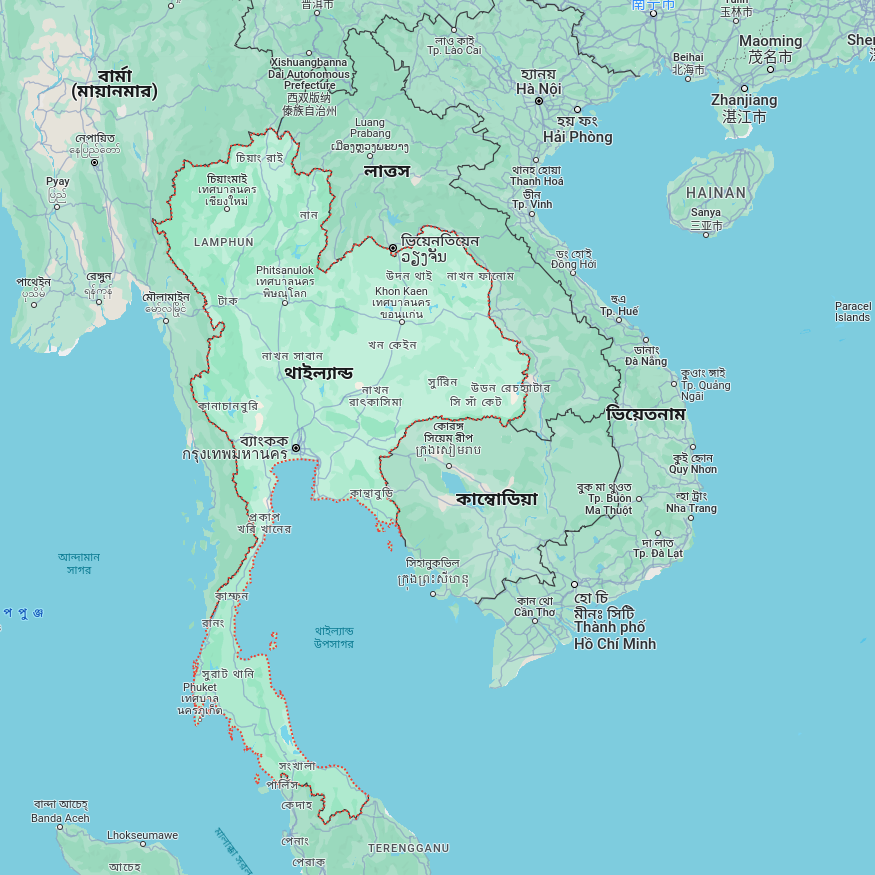 普洱市
Yulin
玉林市
南宁市
Maoming
茂名市
Beihai
北海市
Zhanjiang
湛江市
লাও কাই
Tp. Lào Cai
Xishuangbanna
Dai Autonomous
Prefecture
西双版纳
傣族自治州
বার্মা
(মায়ানমার)
হ্যানয়
Hà Nội
হয় ফং
Hải Phòng
Luang
Prabang
ເມືອງຫຼວງພະບາງ
নেপায়িত
နေပြည်တော်
Pyay
ပြည်
লাত্তস
থানহ হোয়া
Thanh Hoá
ভীন
Tp. Vinh
HAINAN
Sanya
三亚市
চিয়াং রাই
চিয়াংমাই
เทศบาลนคร
เชียงใหม่
নান
LAMPHUN
ভিয়েনতিয়েন
ວຽງຈັນ
ডং হোই
Đồng Hới
Phitsanulok
เทศบาลนคร
พิษณุโลก
উদন থাই
নাখন ফানোম
Khon Kaen
เทศบาลนคร
ขอนแก่น
পাথেইন
ပုသိမ်
রেঙ্গুন
ရန်ကုန်
মৌলামাইন
မော်လမြိုင်
টাক
হুএ
Tp. Huế
Paracel
Islands
খন কেইন
নাখন সাবান
থাইল্যান্ড
ডানাং
Đà Nẵng
নাখন
রাৎকাসিমা
সুরিন
উডন রেচহ্যাটার
সি সাঁ কেট
কুওাং ঙ্গাই
Tp. Quảng
Ngãi
কানাচানবুরি
ভিয়েতনাম
ব্যাংকক
กรุงเทพมหานคร
কোরঙ্গ
সিয়েম রীপ
ក្រុងសៀមរាប
কুই হোন
Quy Nhơn
কান্তাবুডি
কাম্বোডিয়া
বুক মা থুওত
Tp. Buôn
Ma Thuột
ন্হা ট্রাং
Nha Trang
প্রকাপ
খরি খানের
দা লাত
Tp. Đà Lạt
আন্দামান
সাগর
সিহানুকভিল
ក្រុងព្រះសីហនុ
কাম্ফন
কান থো
Cần Thơ
হো চি
মীনঃ সিটি
Thành phố
Hồ Chí Minh
প পু ঞ্জ
রানং
থাইল্যান্ড
উপসাগর
সুরাট থানি
Phuket
เทศบาล
นครภูเก็ต
সংখালা
পার্লিস
কেদাহ
বান্দা আচেহ্
Banda Aceh
Lhokseumawe
আচেহ
পেনাং
পেরাক
TERENGGANU